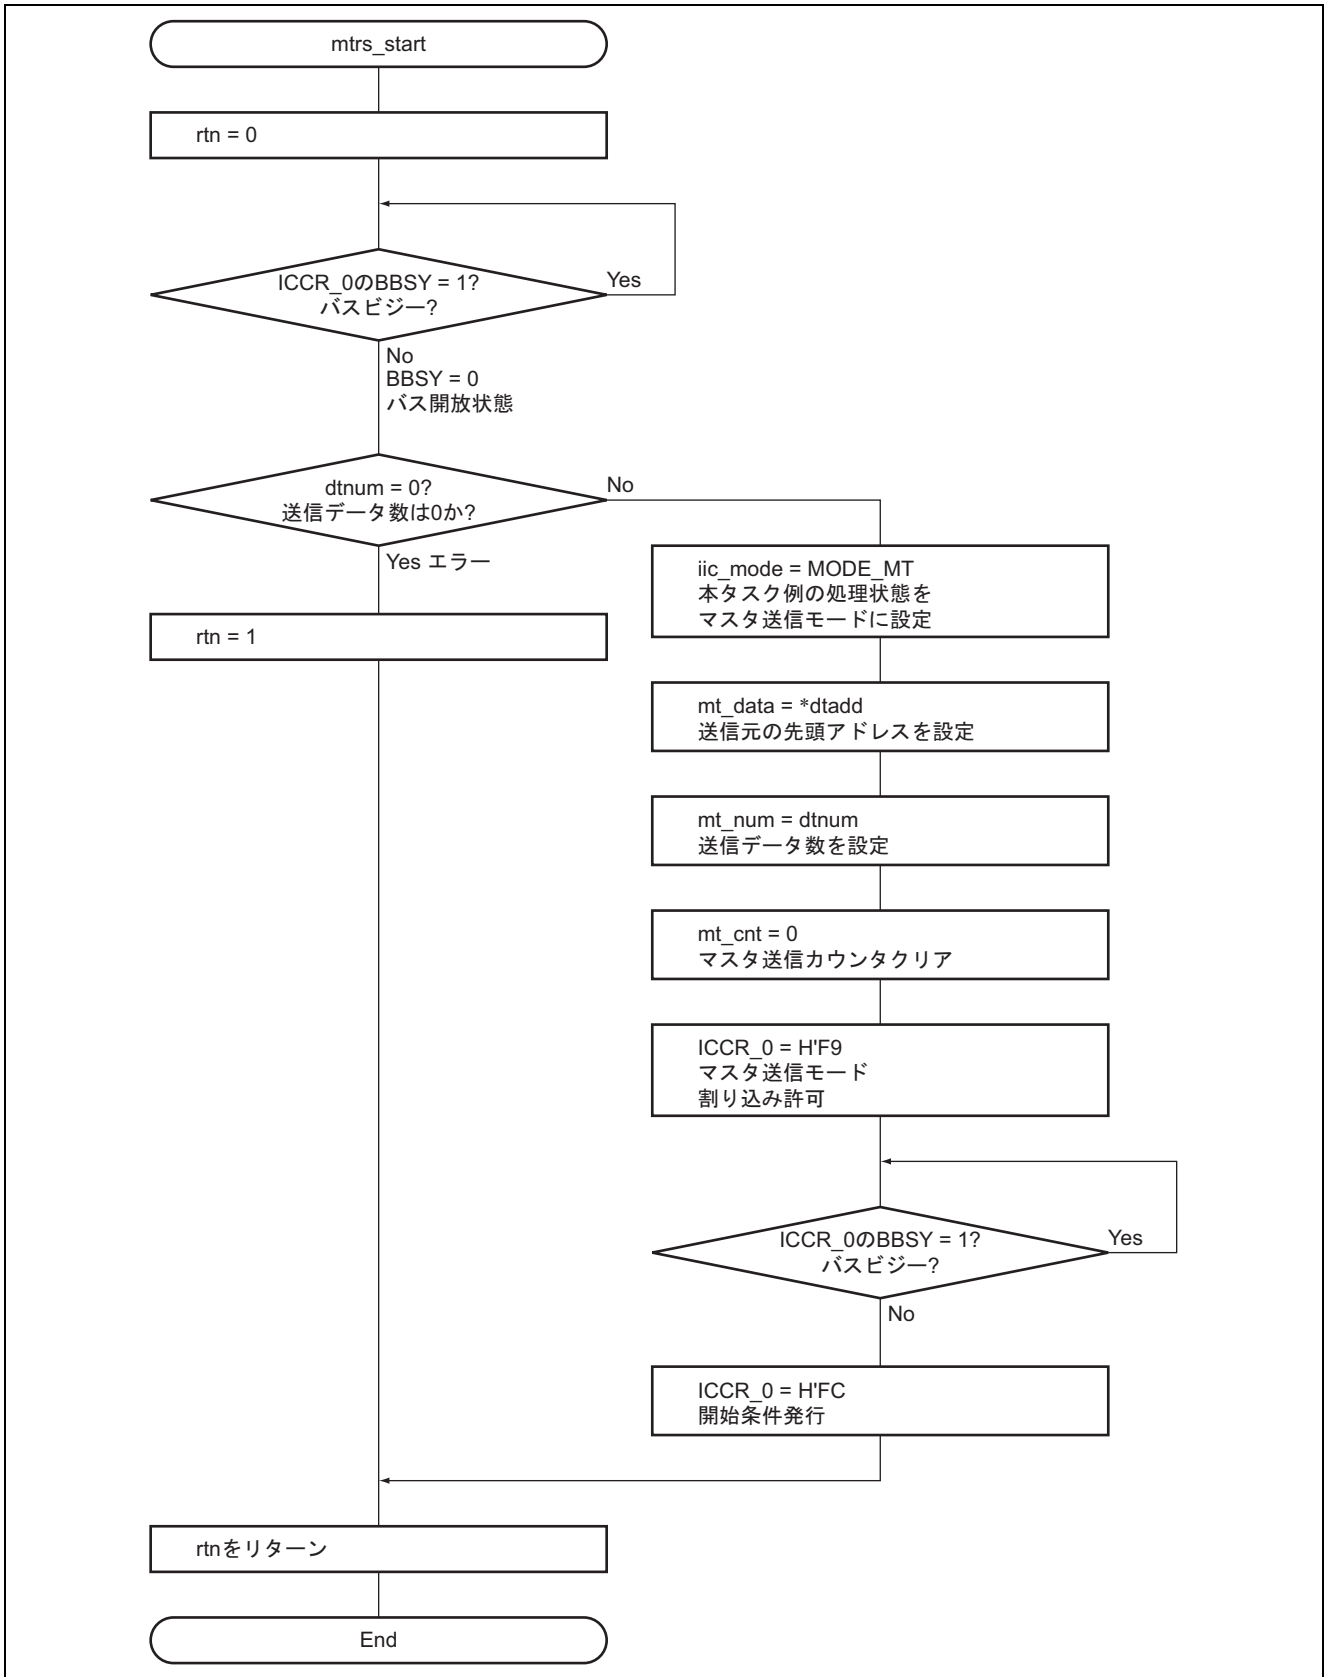 mtrs_start
rtn = 0
ICCR_0のBBSY = 1?
バスビジー?
Yes
No
BBSY = 0
バス開放状態
dtnum = 0?
送信データ数は0か?
No
Yes エラー
rtn = 1
iic_mode = MODE_MT
本タスク例の処理状態を
マスタ送信モードに設定
mt_data = *dtadd
送信元の先頭アドレスを設定
mt_num = dtnum
送信データ数を設定
mt_cnt = 0
マスタ送信カウンタクリア
ICCR_0 = H'F9
マスタ送信モード
割り込み許可
ICCR_0のBBSY = 1?
バスビジー?
Yes
No
ICCR_0 = H'FC
開始条件発行
rtnをリターン
End